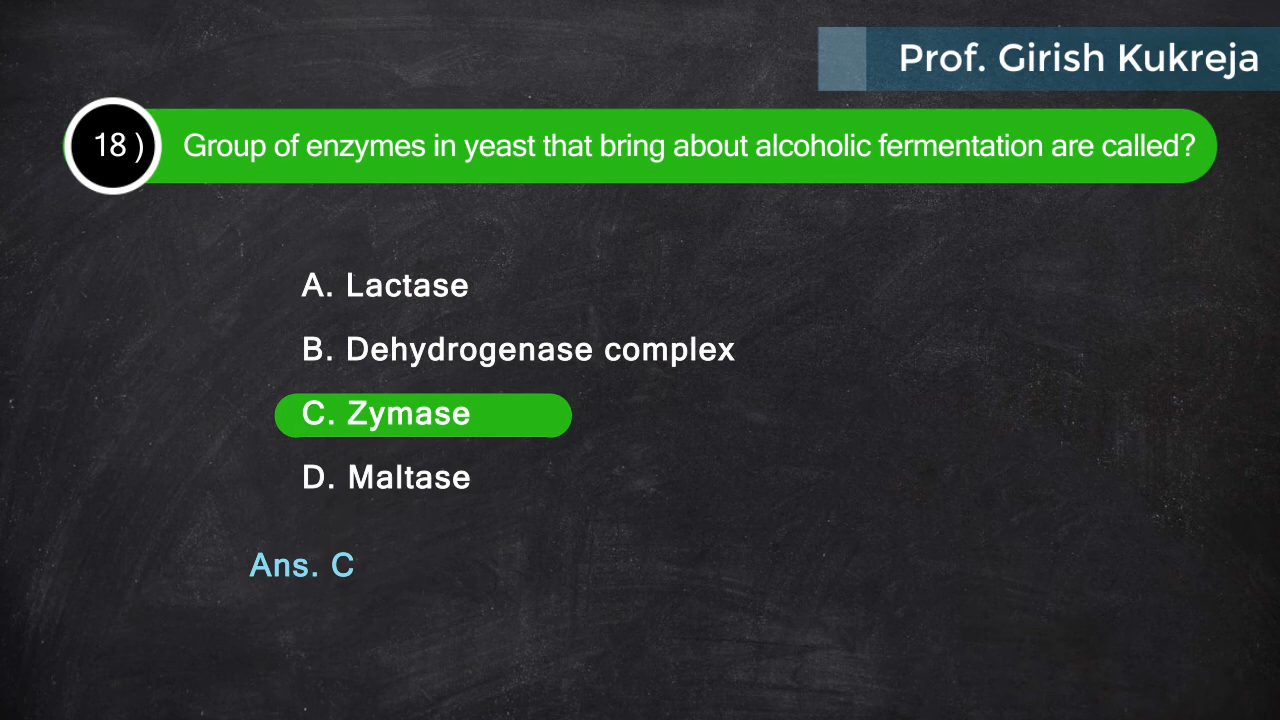 Prof. Girish Kukreja
18 ) Group of enzymes in yeast that bring about alcoholic fermentation are called?
A. Lactase
B. Dehydrogenase complex
C. Zymase
D. Maltase
Ans. C